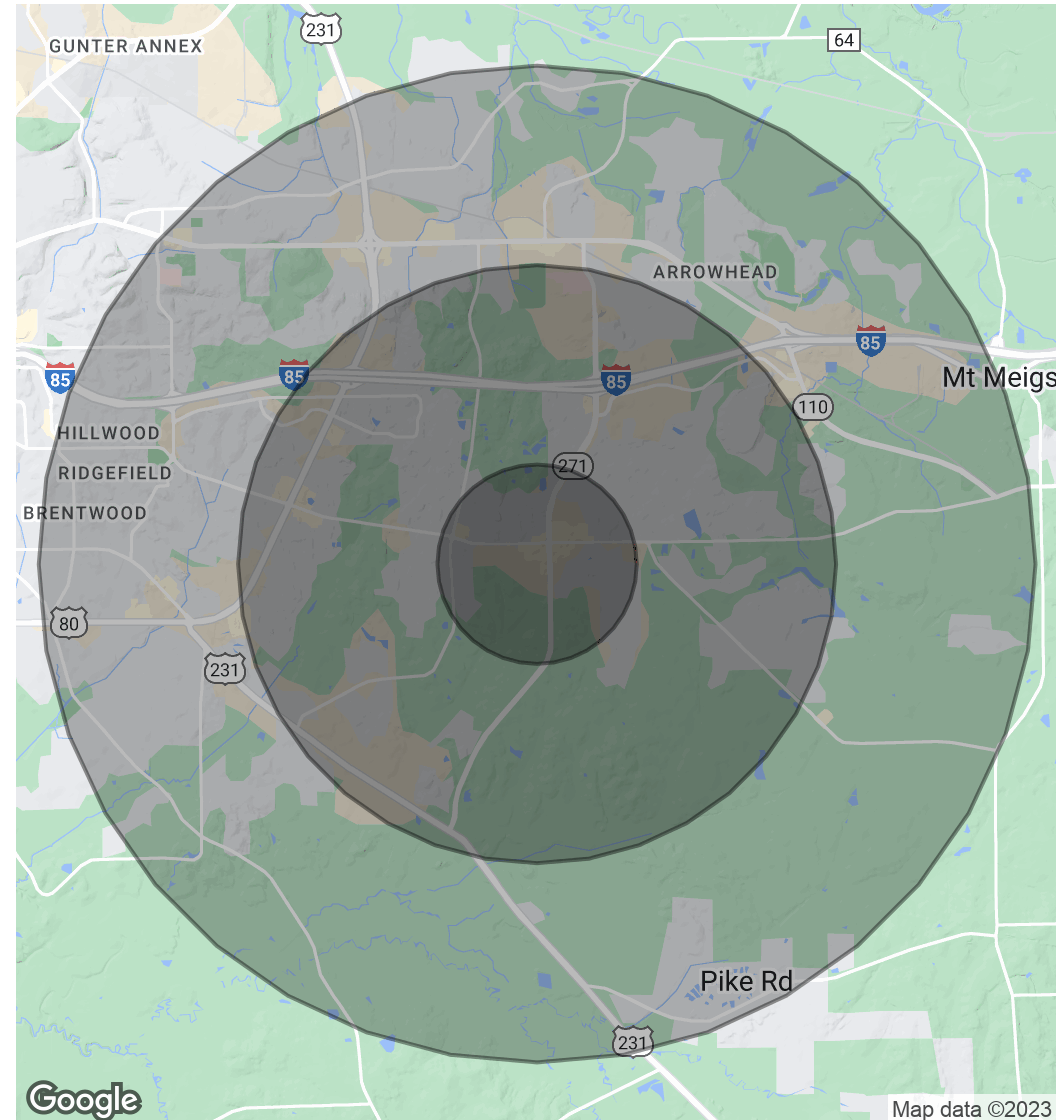 231
GUNTER ANNEX
64
ARROWHEAD
85
85
85
85
Mt Meigs
110
HILLWOOD
271
RIDGEFIELD
BRENTWOOD
80
231
Pike Rd
231
Google
Map data ©2023